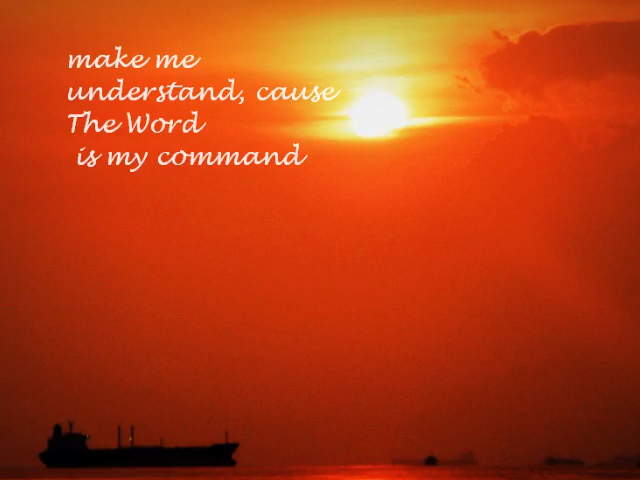 make me
understand, cause
The Word
is my command